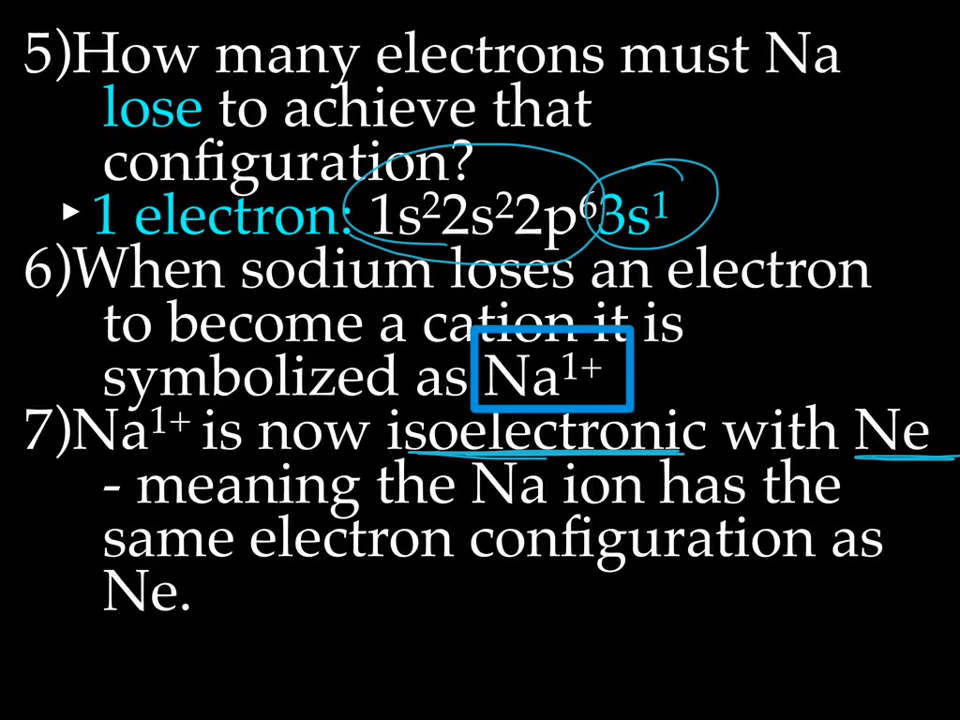 5)How many electrons must Na
lose to achieve that
configuration?
‣ 1 electron: 1s²2s²2p⁶3s¹
6)When sodium loses an electron
to become a cation it is
symbolized as Na¹⁺
7)Na¹⁺ is now isoelectronic with Ne
- meaning the Na ion has the
same electron configuration as
Ne.